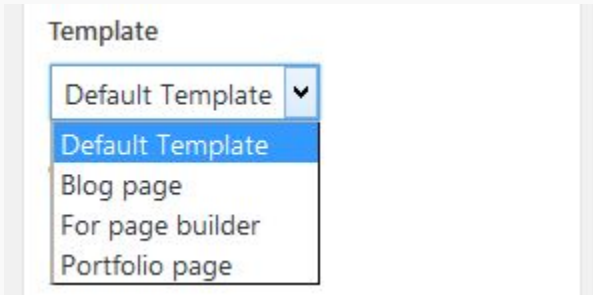 Template
Default Template
Default Template
Blog page
For page builder
Portfolio page